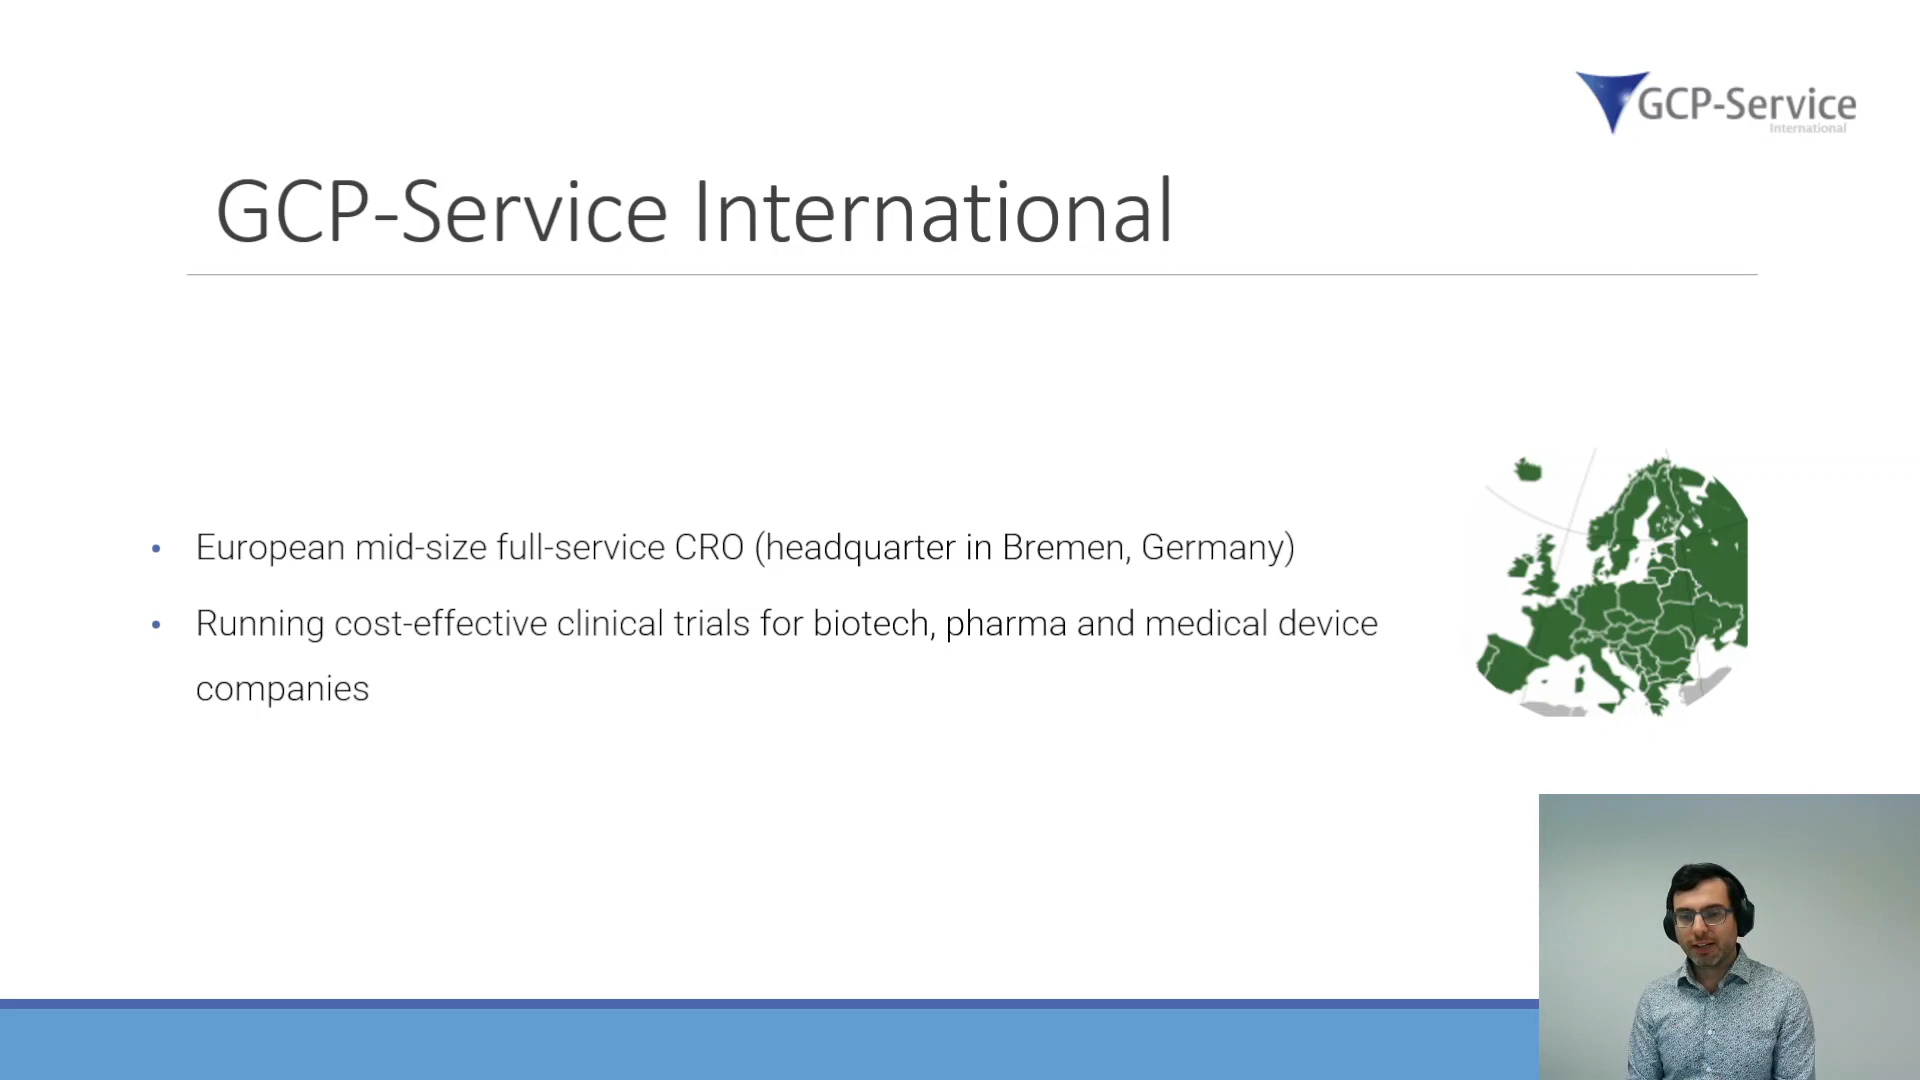 GCP-Service
International
GCP-Service International
• European mid-size full-service CRO (headquarter in Bremen, Germany)
• Running cost-effective clinical trials for biotech, pharma and medical device
companies